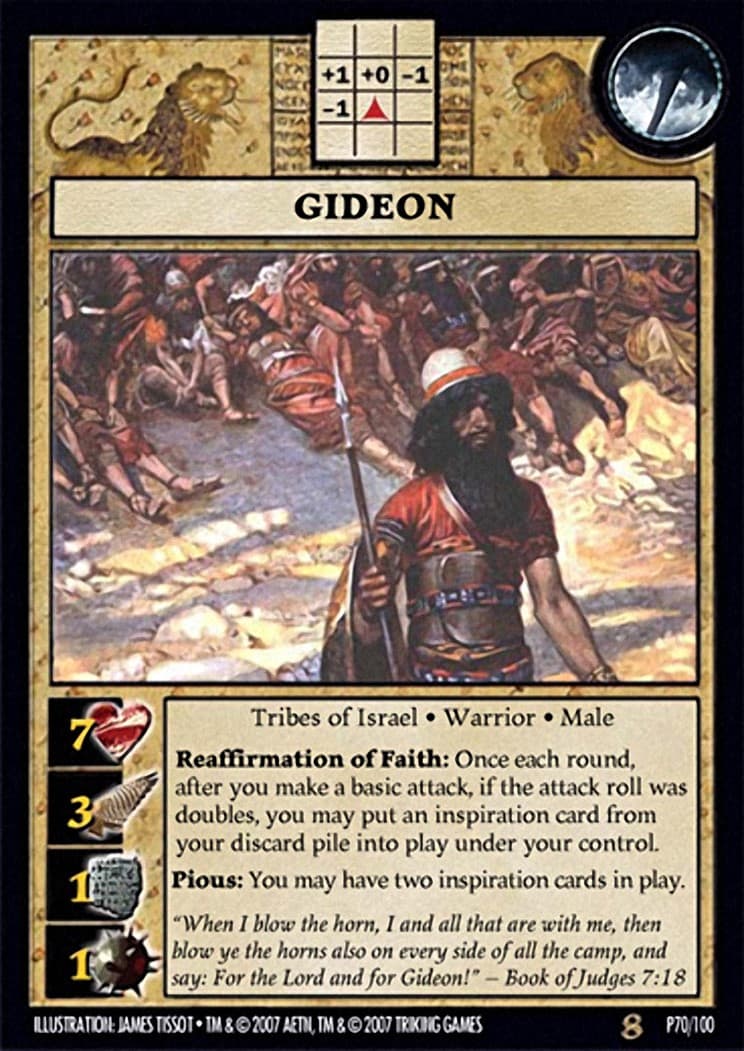 +1 +0 -1
-1
GIDEON
7
3
1
1
Tribes of Israel • Warrior • Male
Reaffirmation of Faith: Once each round,
after you make a basic attack, if the attack roll was
doubles, you may put an inspiration card from
your discard pile into play under your control.
Pious: You may have two inspiration cards in play.
“When I blow the horn, I and all that are with me, then
blow ye the horns also on every side of all the camp, and
say: For the Lord and for Gideon!” – Book of Judges 7:18
ILLUSTRATION: JAMES TISSOT • TM & © 2007 AETN, TM & © 2007 TRIKING GAMES
8 P70/100